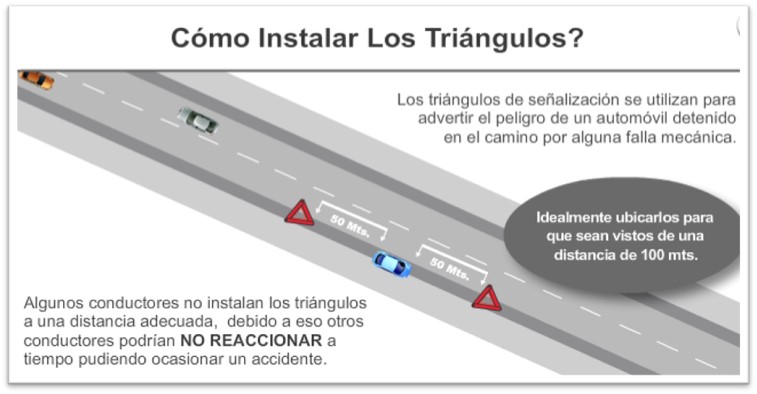 Cómo Instalar Los Triángulos?
Los triángulos de señalización se utilizan para
advertir el peligro de un automóvil detenido
en el camino por alguna falla mecánica.
50 Mts.
50 Mts.
Idealmente ubicarlos para
que sean vistos de una
distancia de 100 mts.
Algunos conductores no instalan los triángulos
a una distancia adecuada, debido a eso otros
conductores podrían NO REACCIONAR a
tiempo pudiendo ocasionar un accidente.